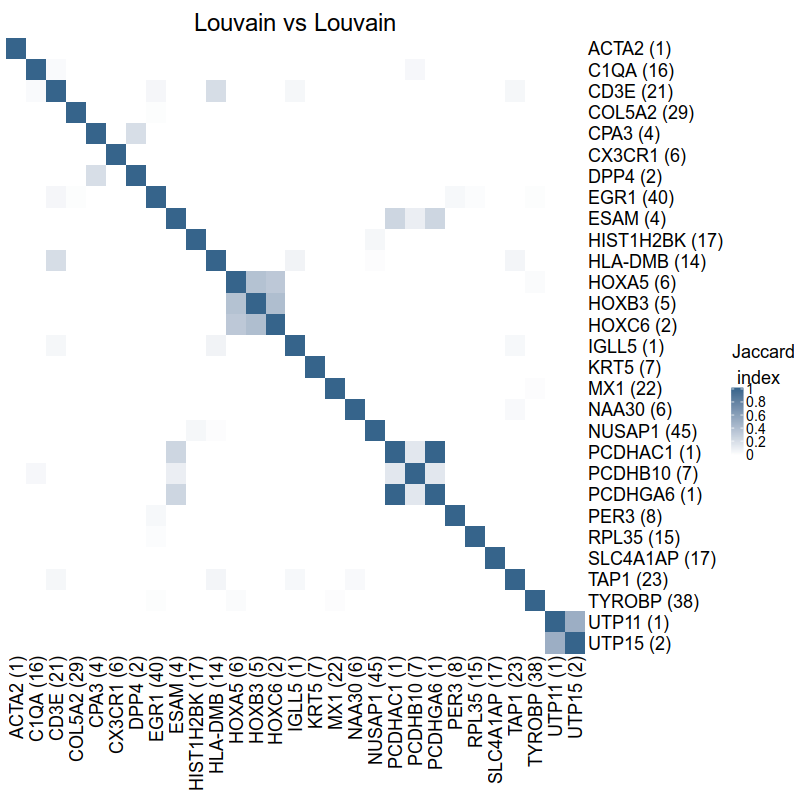 Louvain vs Louvain
ACTA2 (1)
C1QA (16)
CD3E (21)
COL5A2 (29)
CPA3 (4)
CX3CR1 (6)
DPP4 (2)
EGR1 (40)
ESAM (4)
HIST1H2BK (17)
HLA-DMB (14)
HOXA5 (6)
HOXB3 (5)
HOXC6 (2)
IGLL5 (1)
KRT5 (7)
MX1 (22)
NAA30 (6)
NUSAP1 (45)
PCDHAC1 (1)
PCDHB10 (7)
PCDHGA6 (1)
PER3 (8)
RPL35 (15)
SLC4A1AP (17)
TAP1 (23)
TYROBP (38)
UTP11 (1)
UTP15 (2)
Jaccard
index
1
0.8
0.6
0.4
0.2
0
ACTA2 (1)
C1QA (16)
CD3E (21)
COL5A2 (29)
CPA3 (4)
CX3CR1 (6)
DPP4 (2)
EGR1 (40)
ESAM (4)
HIST1H2BK (17)
HLA-DMB (14)
HOXA5 (6)
HOXB3 (5)
HOXC6 (2)
IGLL5 (1)
KRT5 (7)
MX1 (22)
NAA30 (6)
NUSAP1 (45)
PCDHAC1 (1)
PCDHB10 (7)
PCDHGA6 (1)
PER3 (8)
RPL35 (15)
SLC4A1AP (17)
TAP1 (23)
TYROBP (38)
UTP11 (1)
UTP15 (2)